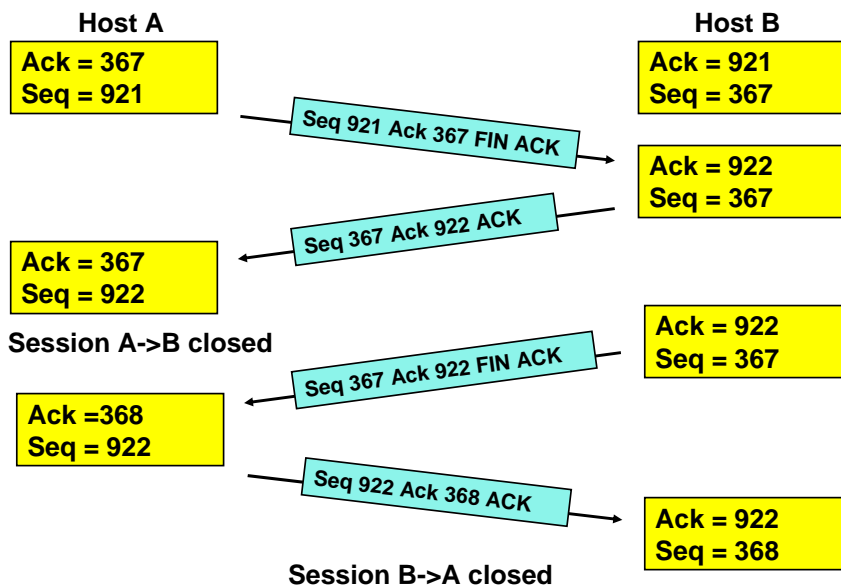 Host A
Host B
Ack = 367
Seq = 921
Ack = 921
Seq = 367
Seq 921 Ack 367 FIN ACK
Ack = 922
Seq = 367
Seq 367 Ack 922 ACK
Ack = 367
Seq = 922
Session A->B closed
Ack = 922
Seq = 367
Seq 367 Ack 922 FIN ACK
Ack =368
Seq = 922
Seq 922 Ack 368 ACK
Ack = 922
Seq = 368
Session B->A closed